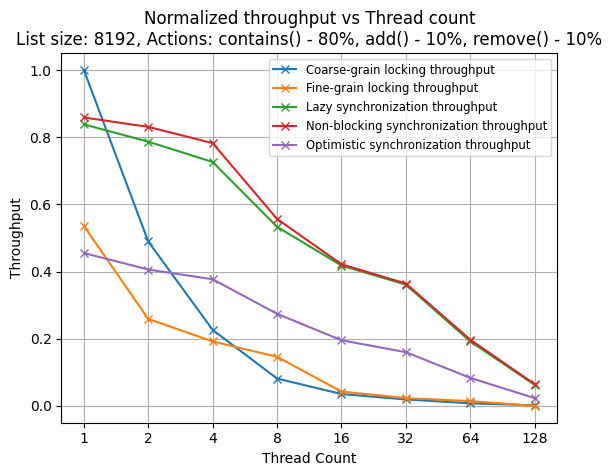 Normalized throughput vs Thread count
List size: 8192, Actions: contains() - 80%, add() - 10%, remove() - 10%
Coarse-grain locking throughput
Fine-grain locking throughput
Lazy synchronization throughput
Non-blocking synchronization throughput
Optimistic synchronization throughput
Throughput
1.0
0.8
0.6
0.4
0.2
0.0
1 2 4 8 16 32 64 128
Thread Count